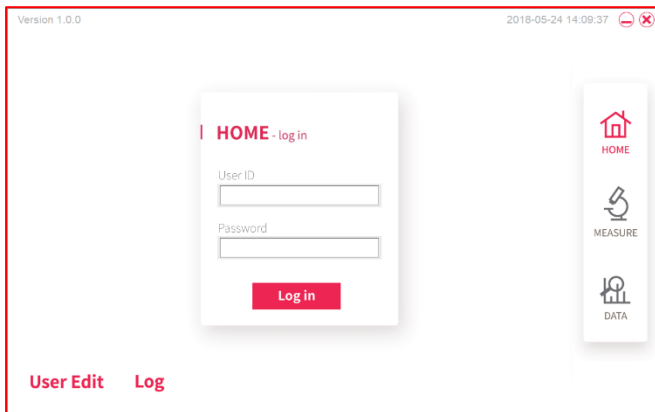 Version 1.0.0
2018-05-24 14:09:37
HOME - log in
User ID
Password
Log in
HOME
MEASURE
DATA
User Edit
Log